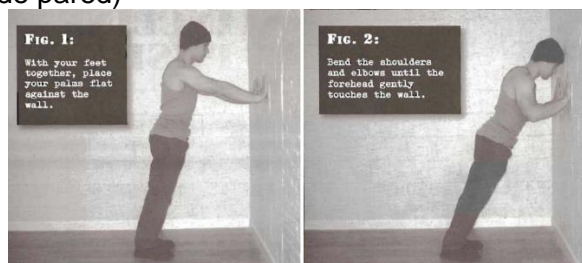 de pared)
FIG. 1:
With your feet
together, place
your palms flat
against the
wall.
FIG. 2:
Bend the shoulders
and elbows until the
forehead gently
touches the wall.